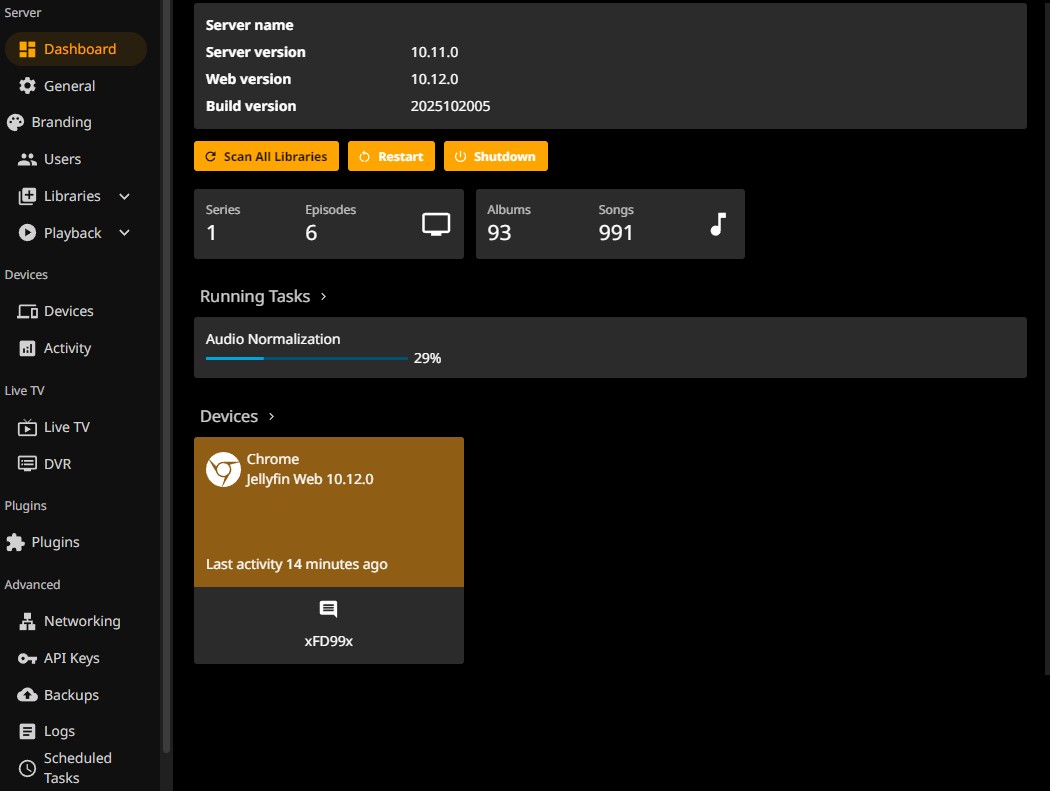 Server
Dashboard
General
Branding
Users
Libraries
Playback
Devices
Devices
Activity
Live TV
Live TV
DVR
Plugins
Plugins
Advanced
Networking
API Keys
Backups
Logs
Scheduled
Tasks
Server name
Server version 10.11.0
Web version 10.12.0
Build version 2025102005
Scan All Libraries Restart Shutdown
Series Episodes Albums Songs
1 6 93 991
Running Tasks
Audio Normalization
29%
Devices
Chrome
Jellyfin Web 10.12.0
Last activity 14 minutes ago
xFD99x